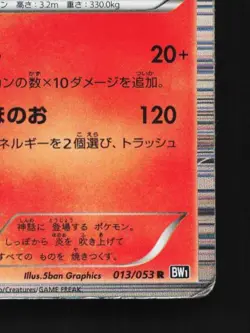 高さ：3.2m 重さ：330.0kg
20+
の数×10ダメージを追加。
ほのお 120
ネルギーを2個選び、トラッシュ
神話に 登場する ポケモン。
しっぽから 炎を 吹き上げて
すべての ものを 焼きつくす。
Illus.5ban Graphics 013/053 R BW1
/Creatures/GAME FREAK.